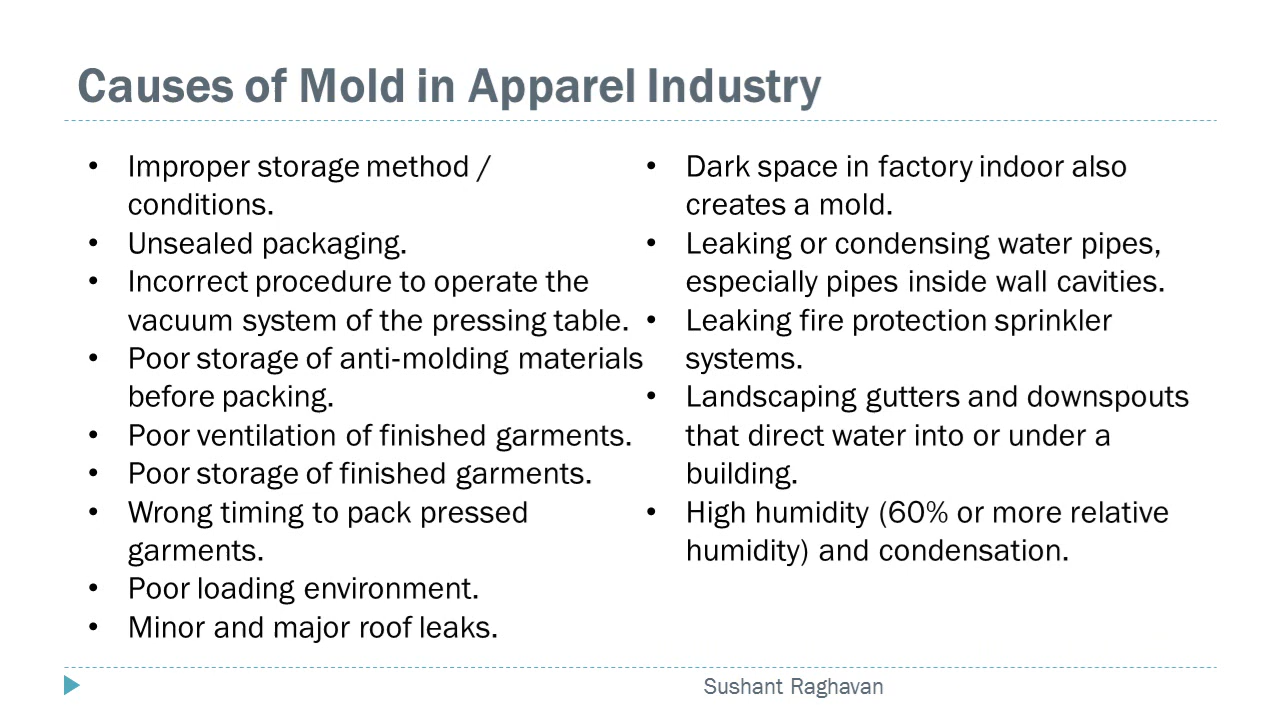 Causes of Mold in Apparel Industry
• Improper storage method /
conditions.
• Unsealed packaging.
• Incorrect procedure to operate the
vacuum system of the pressing table.
• Poor storage of anti-molding materials
before packing.
• Poor ventilation of finished garments.
• Poor storage of finished garments.
• Wrong timing to pack pressed
garments.
• Poor loading environment.
• Minor and major roof leaks.
• Dark space in factory indoor also
creates a mold.
• Leaking or condensing water pipes,
especially pipes inside wall cavities.
• Leaking fire protection sprinkler
systems.
• Landscaping gutters and downspouts
that direct water into or under a
building.
• High humidity (60% or more relative
humidity) and condensation.
Sushant Raghavan